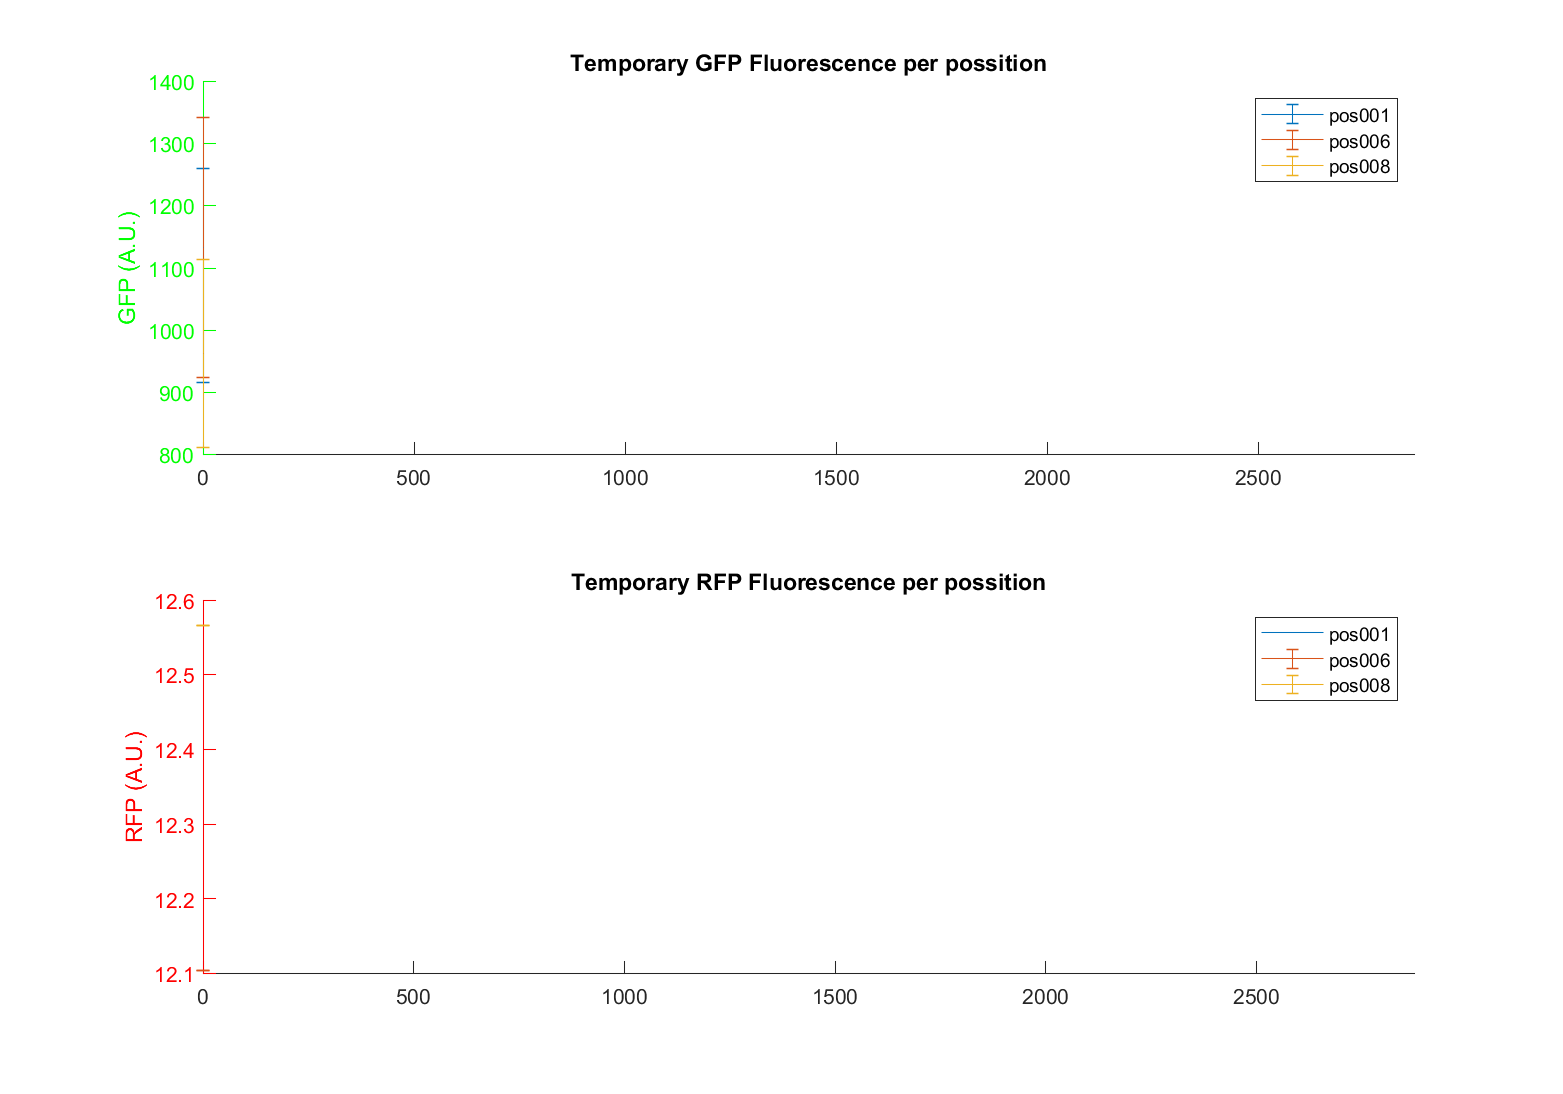 Temporary GFP Fluorescence per possition
1400
1300
1200
1100
1000
900
800
GFP (A.U.)
0 500 1000 1500 2000 2500
pos001
pos006
pos008
Temporary RFP Fluorescence per possition
12.6
12.5
12.4
12.3
12.2
12.1
RFP (A.U.)
0 500 1000 1500 2000 2500
pos001
pos006
pos008